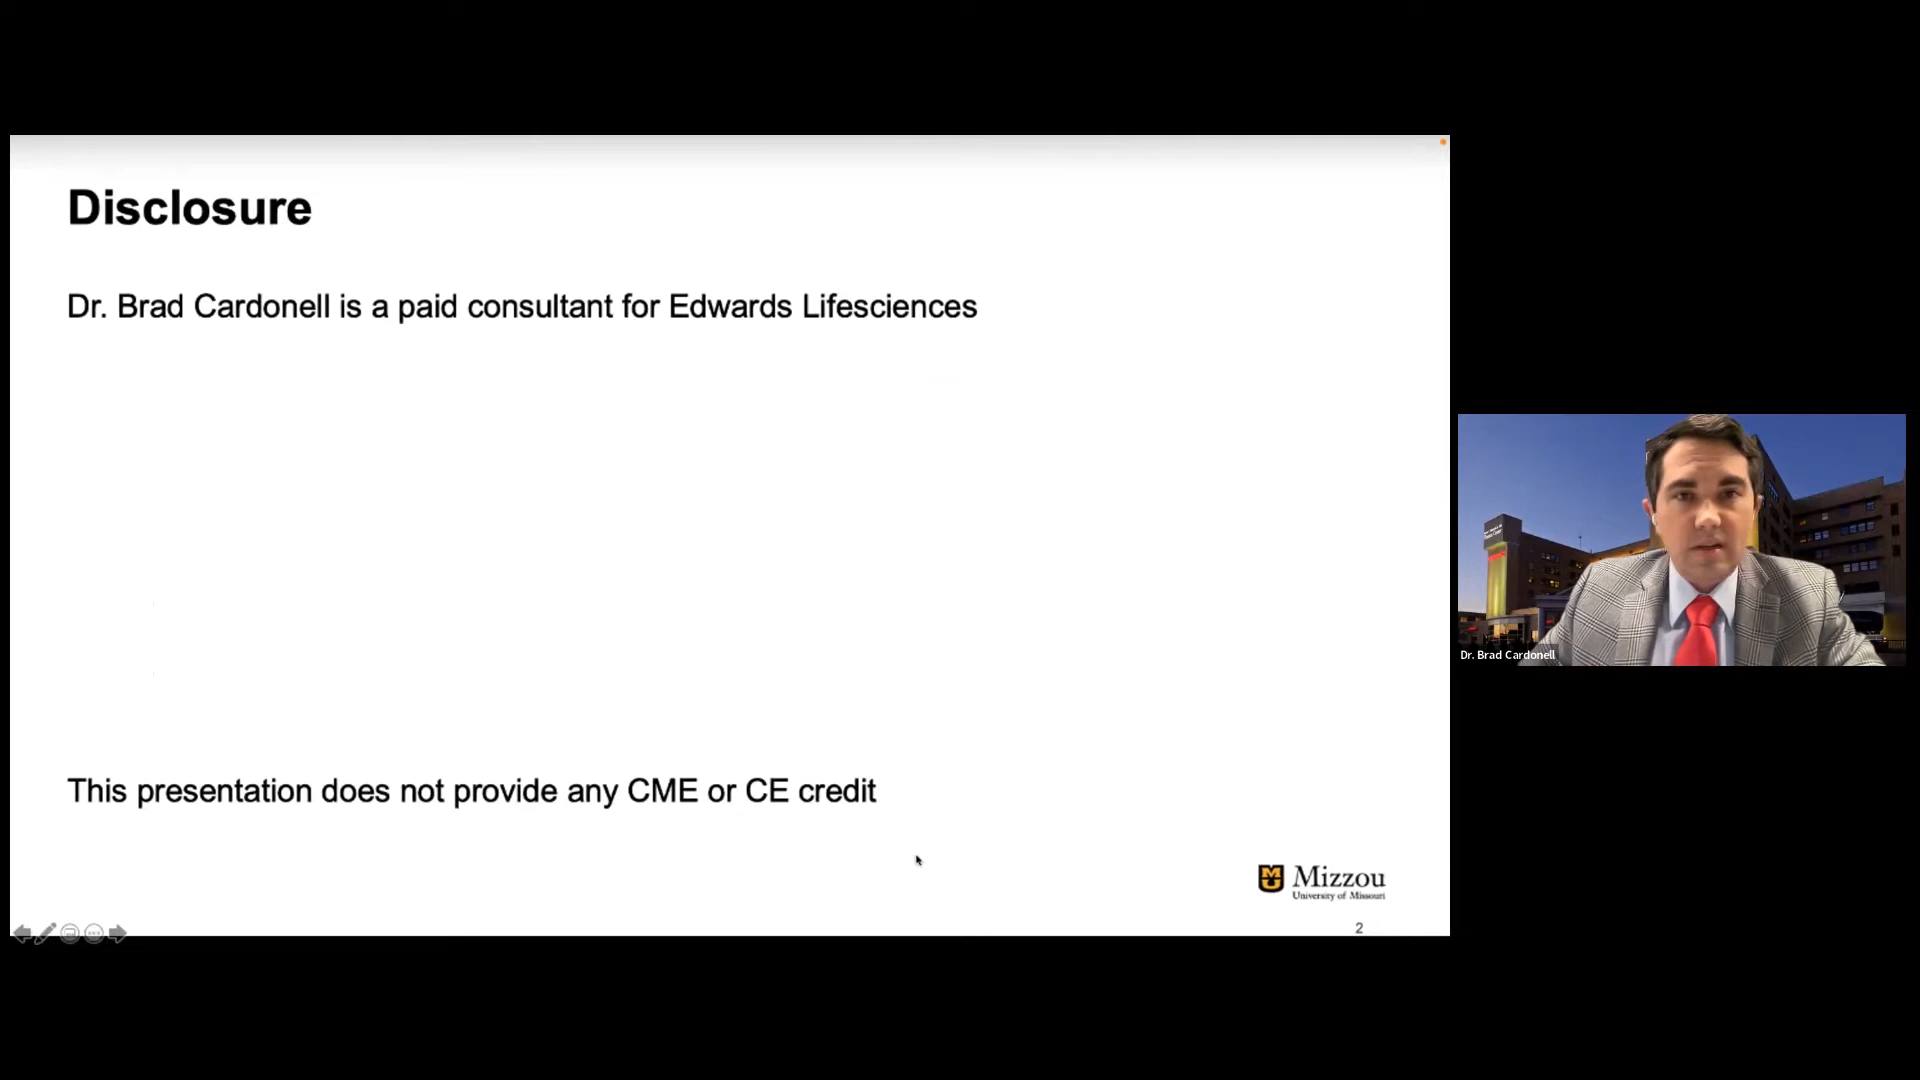 Disclosure
Dr. Brad Cardonell is a paid consultant for Edwards Lifesciences
This presentation does not provide any CME or CE credit
Mizzou
University of Missouri
2
Dr. Brad Cardonell